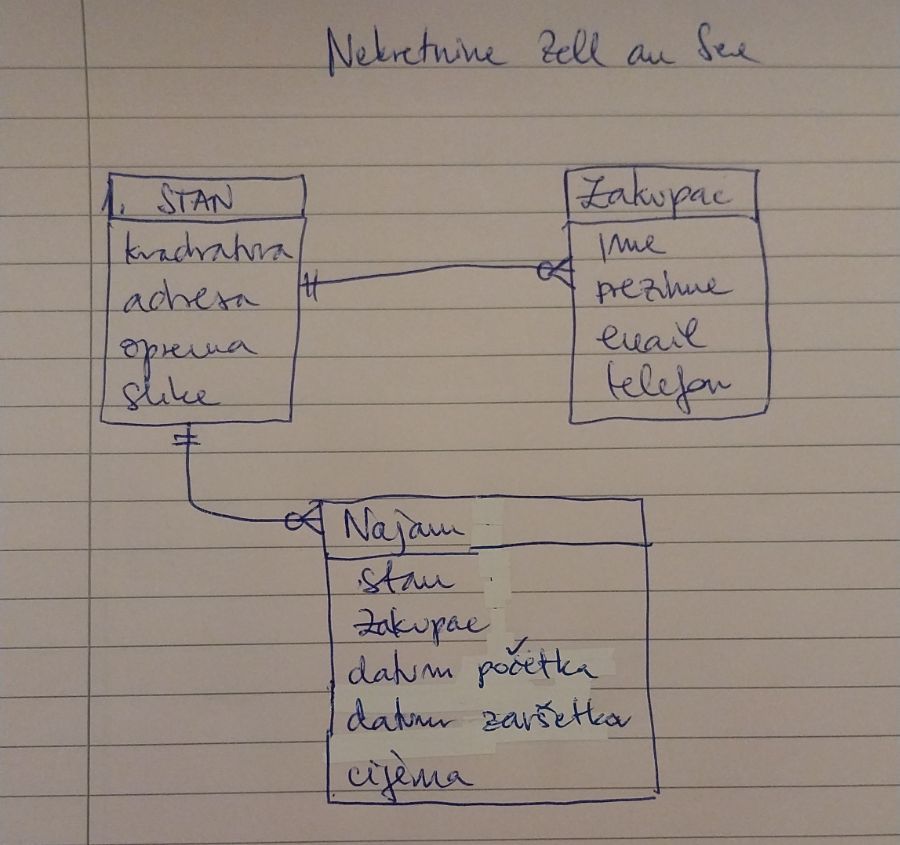 Nekretnine Zell am See
1. STAN
kvadratura
adresa
oprema
slike
Zakupac
ime
prezime
email
telefon
Najam
stan
zakupac
datum početka
datum završetka
cijena